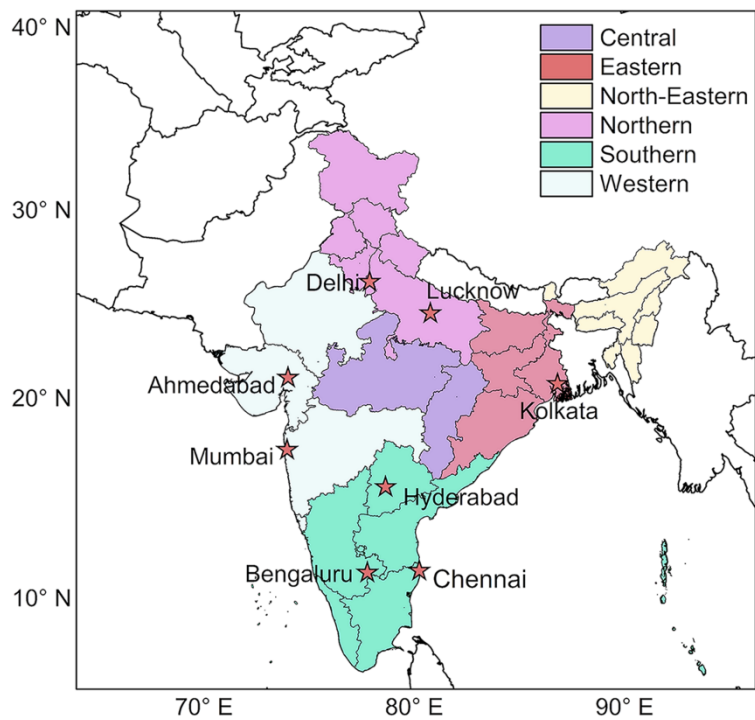 40° N
Central
Eastern
North-Eastern
Northern
Southern
Western
30° N
Delhi
Lucknow
Ahmedabad
20° N
Kolkata
Mumbai
Hyderabad
Bengaluru
Chennai
10° N
70° E
80° E
90° E